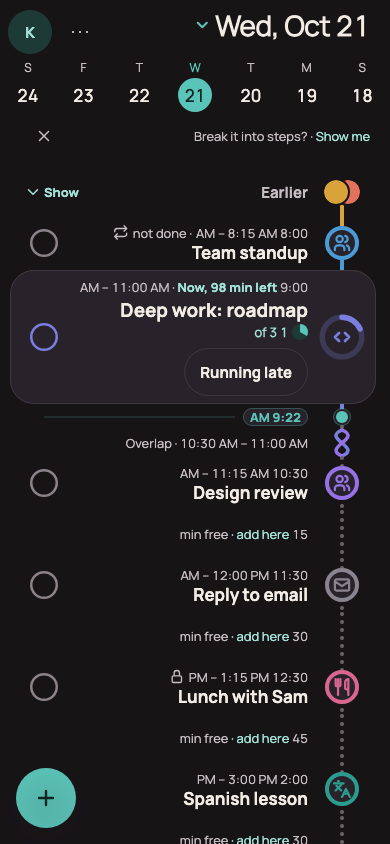 K
...
Wed, Oct 21
S F T W T M S
24 23 22 21 20 19 18
Break it into steps? · Show me
Show
Earlier
not done · AM – 8:15 AM 8:00
Team standup
AM – 11:00 AM · Now, 98 min left 9:00
Deep work: roadmap
of 3 1
Running late
AM 9:22
Overlap · 10:30 AM – 11:00 AM
AM – 11:15 AM 10:30
Design review
min free · add here 15
AM – 12:00 PM 11:30
Reply to email
min free · add here 30
PM – 1:15 PM 12:30
Lunch with Sam
min free · add here 45
PM – 3:00 PM 2:00
Spanish lesson
min free · add here 30